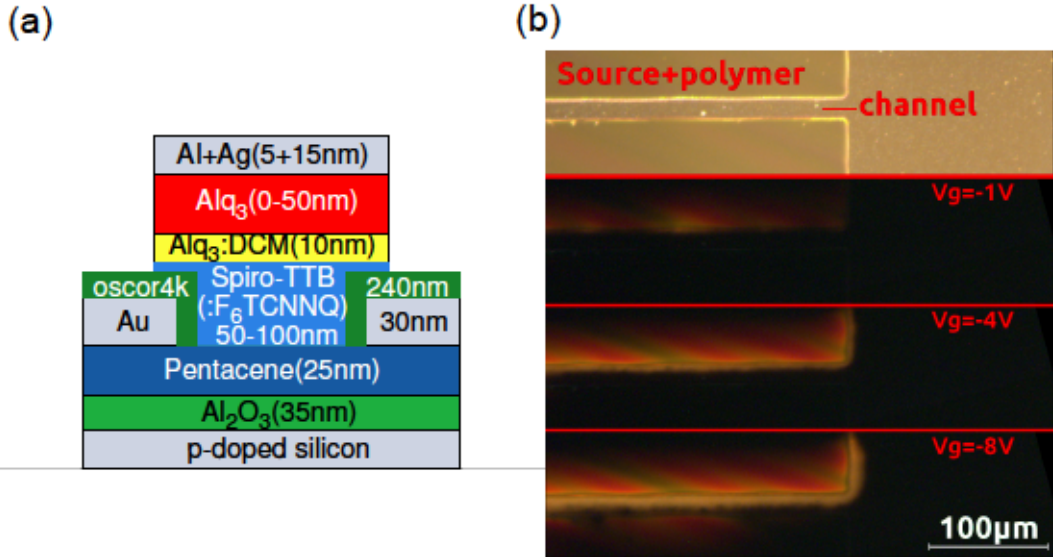 (a)
(b)
Al+Ag(5+15nm)
Alq₃(0-50nm)
Alq₃:DCM(10nm)
oscor4k
Spiro-TTB
240nm
(:F₆TCNNQ)
Au
50-100nm
30nm
Pentacene(25nm)
Al₂O₃(35nm)
p-doped silicon
Source+polymer
channel
Vg=-1V
Vg=-4V
Vg=-8V
100μm